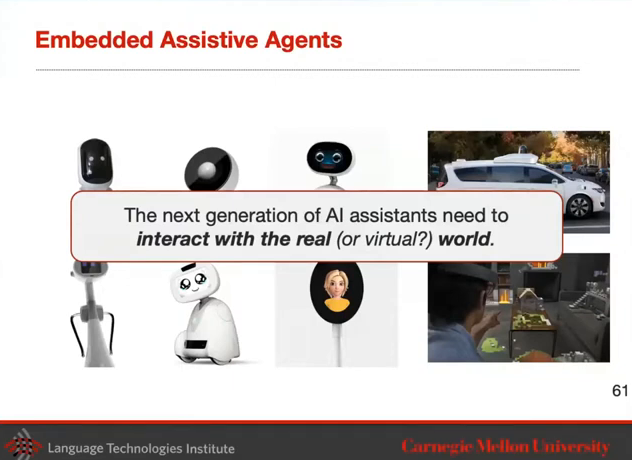 Embedded Assistive Agents
The next generation of AI assistants need to
interact with the real (or virtual?) world.
61
Language Technologies Institute
Carnegie Mellon University